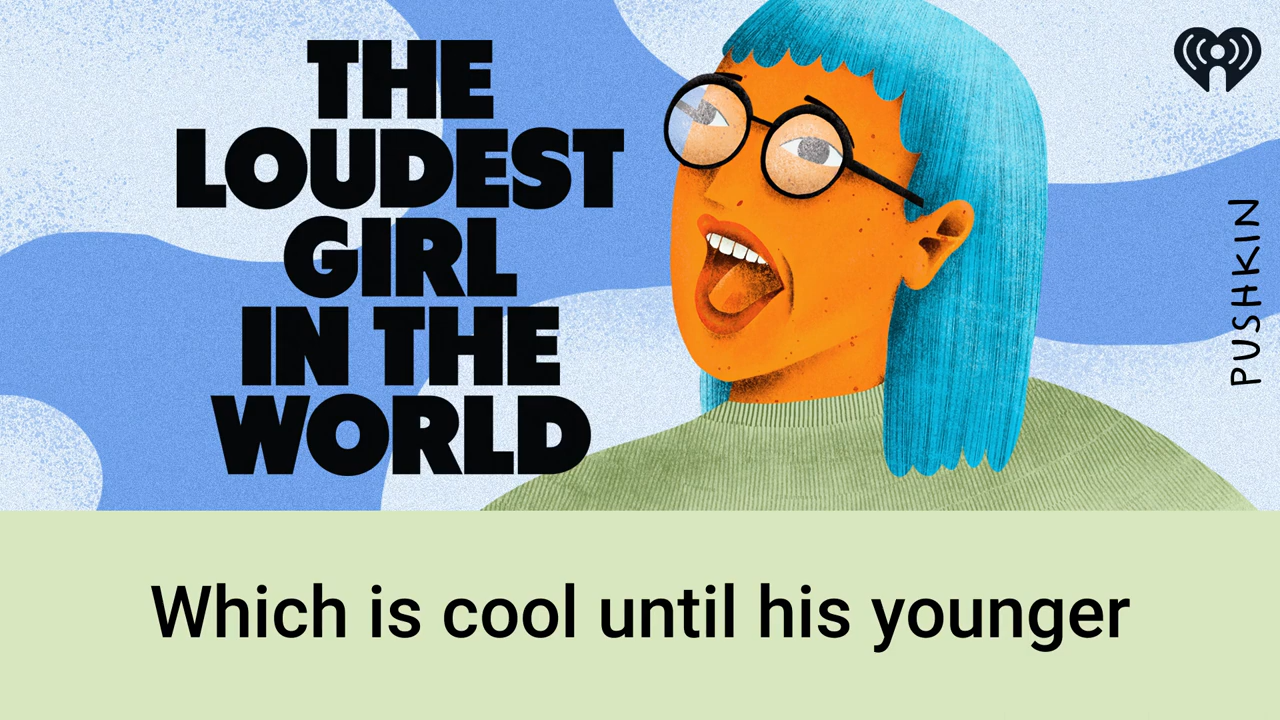 THE
LOUDEST
GIRL
IN THE
WORLD
PUSHKIN
Which is cool until his younger